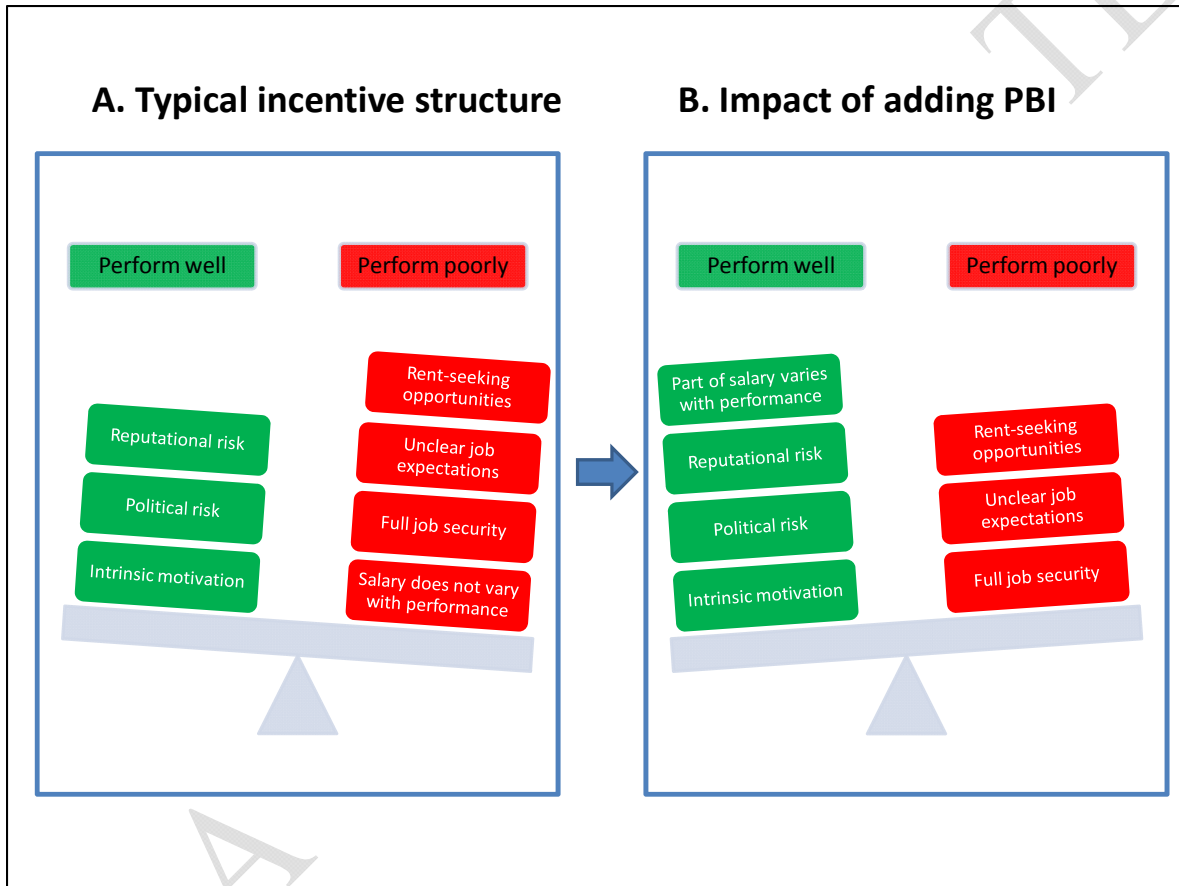 A. Typical incentive structure
Perform well
Perform poorly
Rent-seeking
opportunities
Reputational risk
Unclear job
expectations
Political risk
Full job security
Intrinsic motivation
Salary does not vary
with performance
B. Impact of adding PBI
Perform well
Perform poorly
Part of salary varies
with performance
Rent-seeking
opportunities
Reputational risk
Unclear job
expectations
Political risk
Full job security
Intrinsic motivation